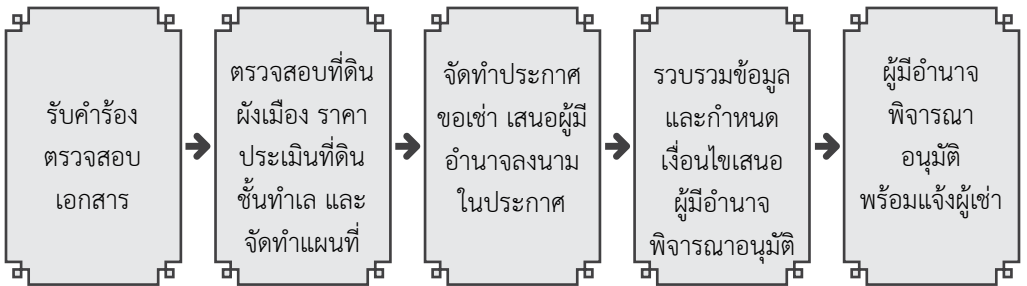 รับคำร้อง
ตรวจสอบ
เอกสาร
ตรวจสอบที่ดิน
ผังเมือง ราคา
ประเมินที่ดิน
ชั้นทำเล และ
จัดทำแผนที่
จัดทำประกาศ
ขอเช่า เสนอผู้มี
อำนาจลงนาม
ในประกาศ
รวบรวมข้อมูล
และกำหนด
เงื่อนไขเสนอ
ผู้มีอำนาจ
พิจารณาอนุมัติ
ผู้มีอำนาจ
พิจารณา
อนุมัติ
พร้อมแจ้งผู้เช่า